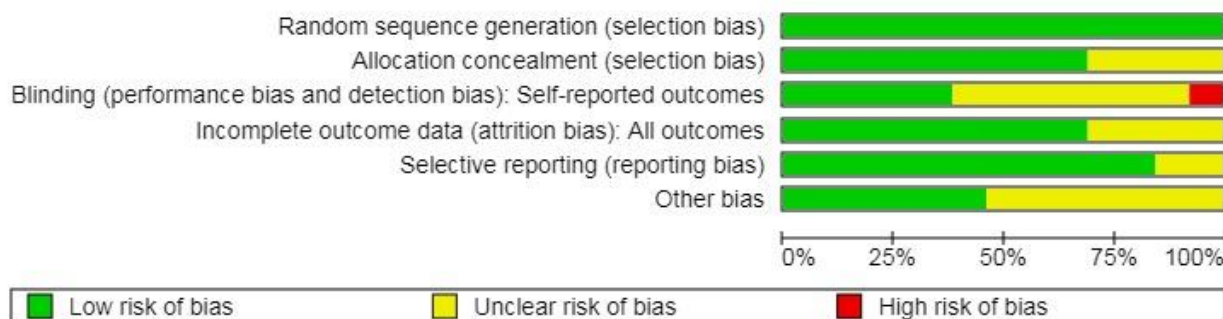 Random sequence generation (selection bias)
Allocation concealment (selection bias)
Blinding (performance bias and detection bias): Self-reported outcomes
Incomplete outcome data (attrition bias): All outcomes
Selective reporting (reporting bias)
Other bias
0% 25% 50% 75% 100%
Low risk of bias Unclear risk of bias High risk of bias